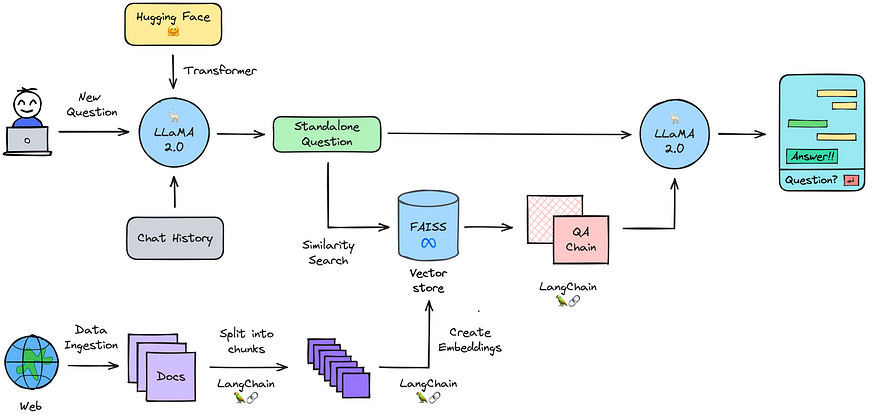 Hugging Face
Transformer
New
Question
LLaMA
2.0
Standalone
Question
LLaMA
2.0
Answer!!
Question?
Chat History
Similarity
Search
FAISS
Vector
store
QA
Chain
LangChain
Web
Data
Ingestion
Docs
Split into
chunks
LangChain
Create
Embeddings
LangChain